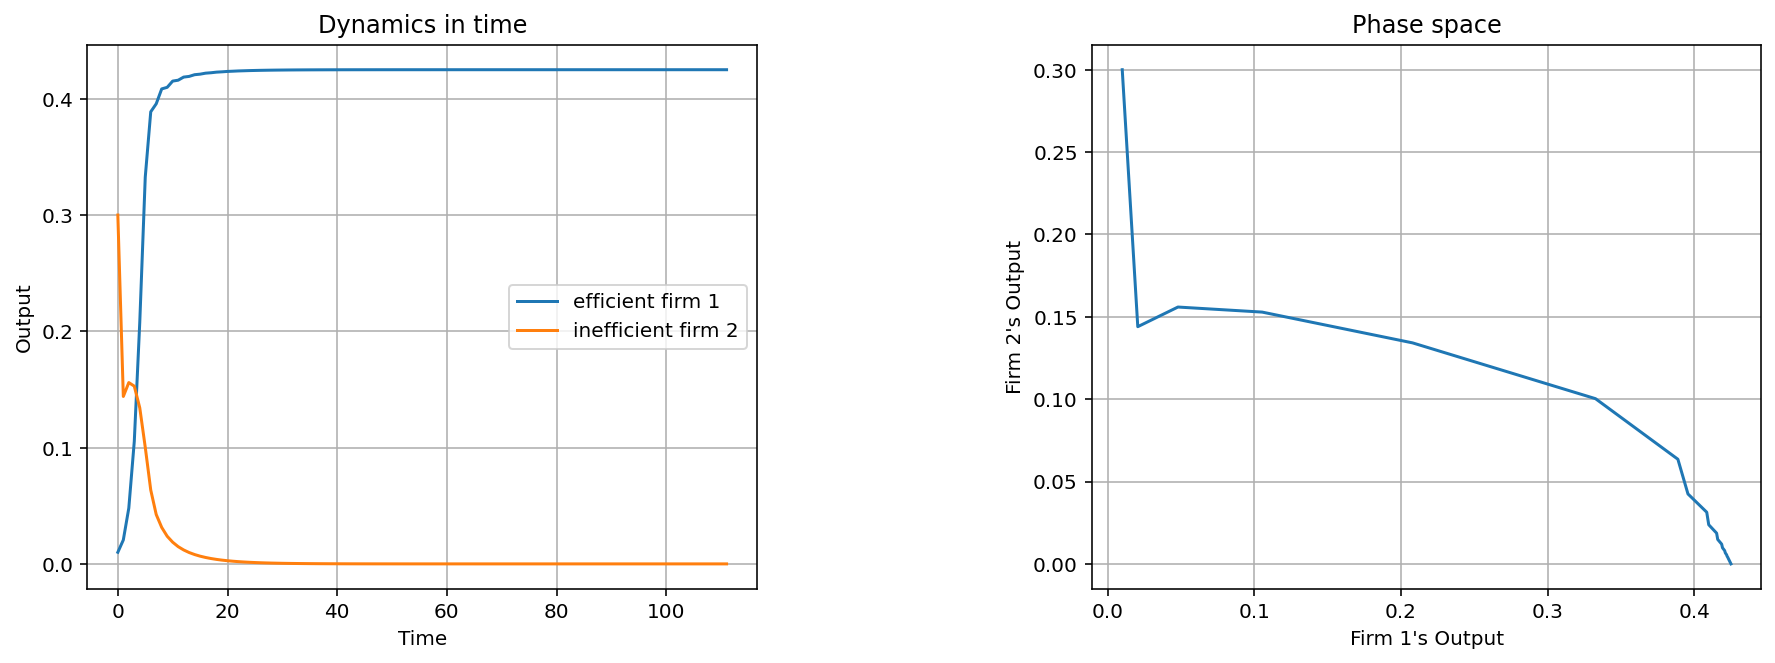 Dynamics in time
Output
0.4
0.3
0.2
0.1
0.0
efficient firm 1
inefficient firm 2
0 20 40 60 80 100
Time
Phase space
Firm 2's Output
0.30
0.25
0.20
0.15
0.10
0.05
0.00
0.0 0.1 0.2 0.3 0.4
Firm 1's Output